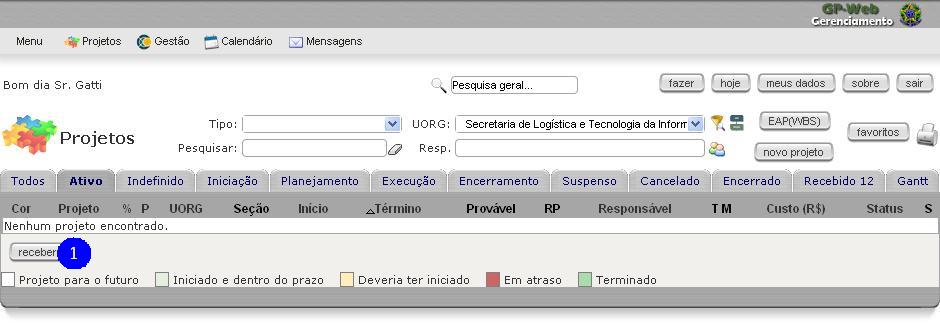 GP-Web
Gerenciamento
Menu Projetos Gestão Calendário Mensagens
Bom dia Sr. Gatti Pesquisa geral... fazer hoje meus dados sobre sair
Projetos Tipo: UORG: Secretaria de Logística e Tecnologia da Inforr EAP(WBS) favoritos
Pesquisar: Resp. novo projeto
Todos Ativo Indefinido Iniciação Planejamento Execução Encerramento Suspenso Cancelado Encerrado Recebido 12 Gantt
Cor Projeto % P UORG Seção Início Término Provável RP Responsável T M Custo (R$) Status S
Nenhum projeto encontrado.
receber 1
Projeto para o futuro Iniciado e dentro do prazo Deveria ter iniciado Em atraso Terminado